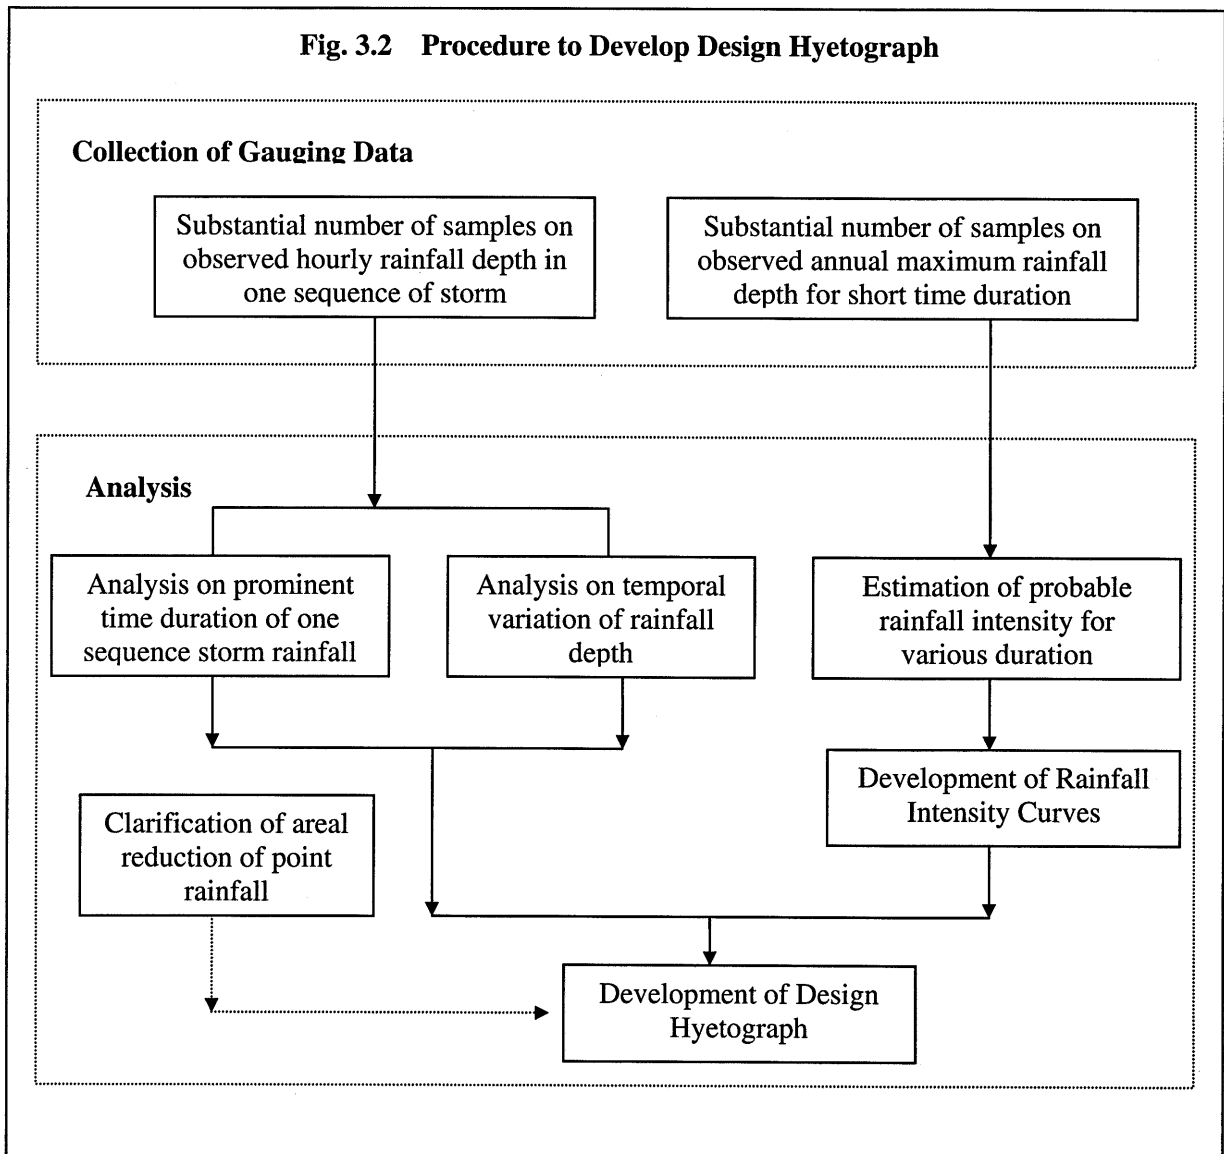 Fig. 3.2 Procedure to Develop Design Hyetograph
Collection of Gauging Data
Substantial number of samples on
observed hourly rainfall depth in
one sequence of storm
Substantial number of samples on
observed annual maximum rainfall
depth for short time duration
Analysis
Analysis on prominent
time duration of one
sequence storm rainfall
Analysis on temporal
variation of rainfall
depth
Estimation of probable
rainfall intensity for
various duration
Development of Rainfall
Intensity Curves
Clarification of areal
reduction of point
rainfall
Development of Design
Hyetograph